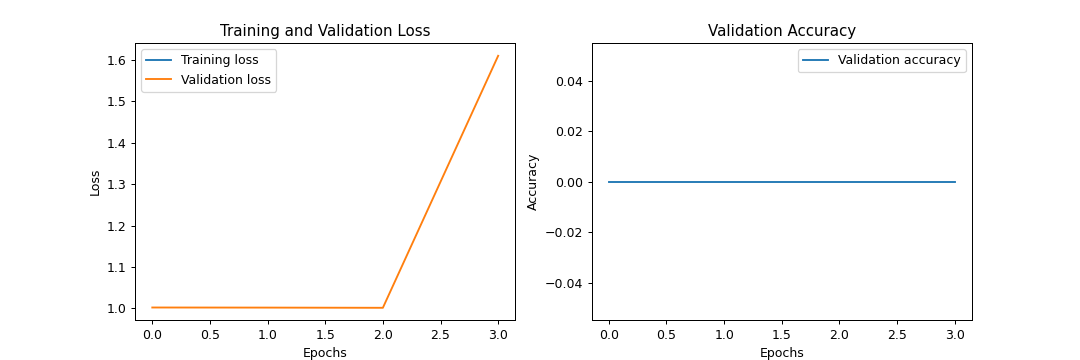 Training and Validation Loss
Training loss
Validation loss
1.6
1.5
1.4
1.3
1.2
1.1
1.0
Loss
0.0 0.5 1.0 1.5 2.0 2.5 3.0
Epochs
Validation Accuracy
Validation accuracy
0.04
0.02
0.00
−0.02
−0.04
Accuracy
0.0 0.5 1.0 1.5 2.0 2.5 3.0
Epochs